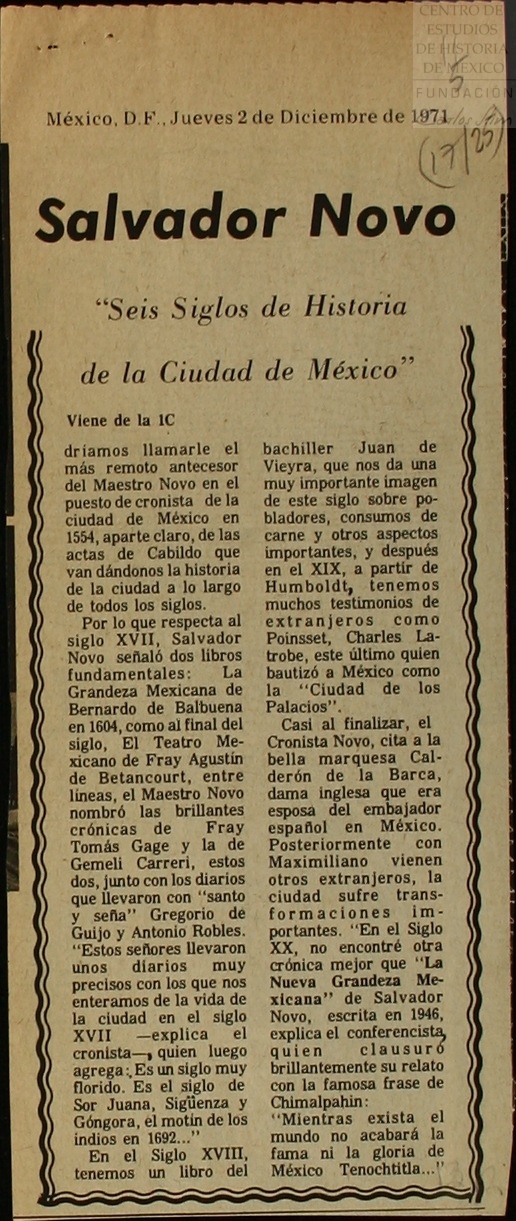 CENTRO DE
ESTUDIOS
DE HISTORIA
DE MÉXICO
FUNDACIÓN
México, D.F., Jueves 2 de Diciembre de 1971
(17/25)
Salvador Novo
“Seis Siglos de Historia
de la Ciudad de México”
Viene de la 1C
dríamos llamarle el
más remoto antecesor
del Maestro Novo en el
puesto de cronista de la
ciudad de México en
1554, aparte claro, de las
actas de Cabildo que
van dándonos la historia
de la ciudad a lo largo
de todos los siglos.
Por lo que respecta al
siglo XVII, Salvador
Novo señaló dos libros
fundamentales: La
Grandeza Mexicana de
Bernardo de Balbuena
en 1604, como al final del
siglo, El Teatro Me-
xicano de Fray Agustín
de Betancourt, entre
líneas, el Maestro Novo
nombró las brillantes
crónicas de Fray
Tomás Gage y la de
Gemeli Carreri, estos
dos, junto con los diarios
que llevaron con “santo
y seña” Gregorio de
Guijo y Antonio Robles.
“Estos señores llevaron
unos diarios muy
precisos con los que nos
enteramos de la vida de
la ciudad en el siglo
XVII —explica el
cronista—, quien luego
agrega: Es un siglo muy
florido. Es el siglo de
Sor Juana, Sigüenza y
Góngora, el motín de los
indios en 1692...”
En el Siglo XVIII,
tenemos un libro del
bachiller Juan de
Vieyra, que nos da una
muy importante imagen
de este siglo sobre po-
bladores, consumos de
carne y otros aspectos
importantes, y después
en el XIX, a partir de
Humboldt, tenemos
muchos testimonios de
extranjeros como
Poinsset, Charles La-
trobe, este último quien
bautizó a México como
la “Ciudad de los
Palacios”.
Casi al finalizar, el
Cronista Novo, cita a la
bella marquesa Cal-
derón de la Barca,
dama inglesa que era
esposa del embajador
español en México.
Posteriormente con
Maximiliano vienen
otros extranjeros, la
ciudad sufre trans-
formaciones im-
portantes. “En el Siglo
XX, no encontré otra
crónica mejor que “La
Nueva Grandeza Me-
xicana” de Salvador
Novo, escrita en 1946,
explica el conferencista,
quien clausuró
brillantemente su relato
con la famosa frase de
Chimalpahin:
“Mientras exista el
mundo no acabará la
fama ni la gloria de
México Tenochtitla...”